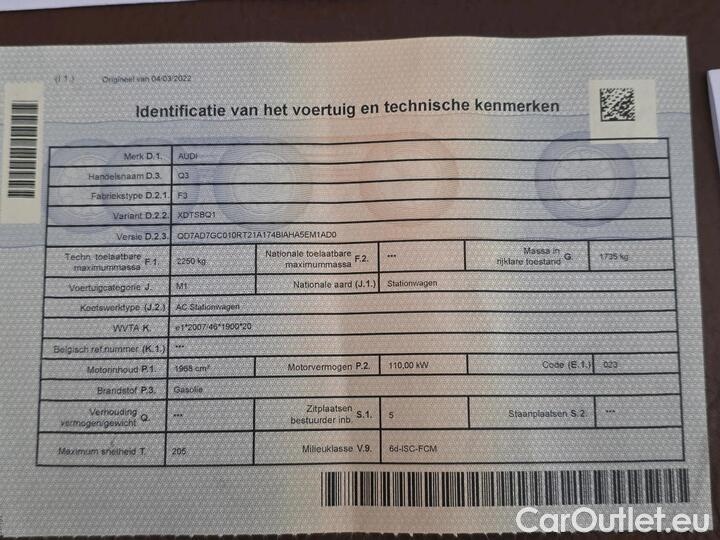 (I 1.) Origineel van 04/03/2022
Identificatie van het voertuig en technische kenmerken
Merk D.1. AUDI
Handelsnaam D.3. Q3
Fabriekstype D.2.1. F3
Variant D.2.2. XDTSBQ1
Versie D.2.3. QD7AD7GC010RT21A174BIAHA5EM1AD0
Techn. toelaatbare maximummassa F.1. 2250 kg Nationale toelaatbare maximummassa F.2. *** Massa in rijklare toestand G. 1735 kg
Voertuigcategorie J. M1 Nationale aard (J.1.) Stationwagen
Koetswerktype (J.2.) AC Stationwagen
WVTA K. e1*2007/46*1900*20
Belgisch ref.nummer (K.1.) ***
Motorinhoud P.1. 1968 cm³ Motorvermogen P.2. 110,00 kW Code (E.1.) 023
Brandstof P.3. Gasolie
Verhouding vermogen/gewicht Q. *** Zitplaatsen bestuurder inb. S.1. 5 Staanplaatsen S.2. ***
Maximum snelheid T. 205 Milieuklasse V.9. 6d-ISC-FCM
CarOutlet.eu